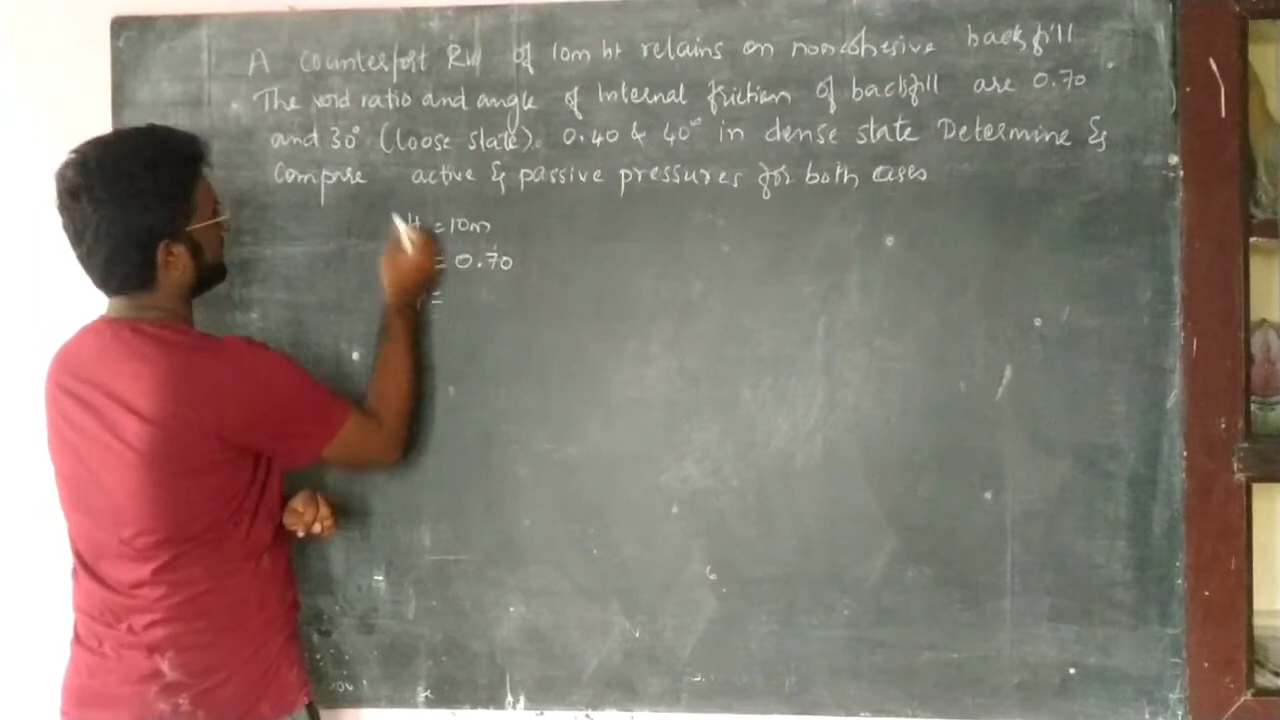 A counterfort RW of 10m ht retains on noncohesive backfill.
The void ratio and angle of Internal friction of backfill are 0.70
and 30° (loose state). 0.40 & 40° in dense state Determine &
Compare active & passive pressures for both cases
H = 10m
= 0.70
=